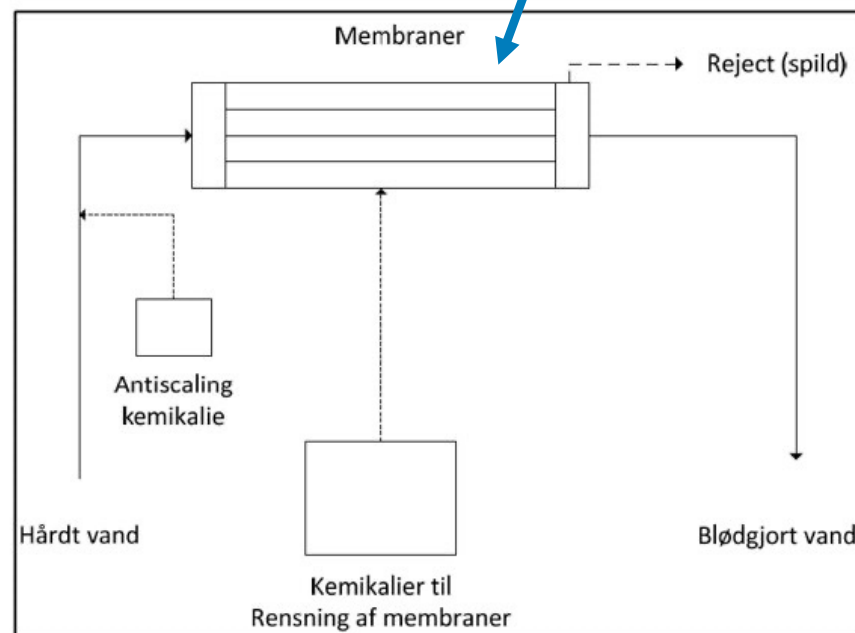 Membraner
Reject (spild)
Antiscaling
kemikalie
Hårdt vand
Blødgjort vand
Kemikalier til
Rensning af membraner